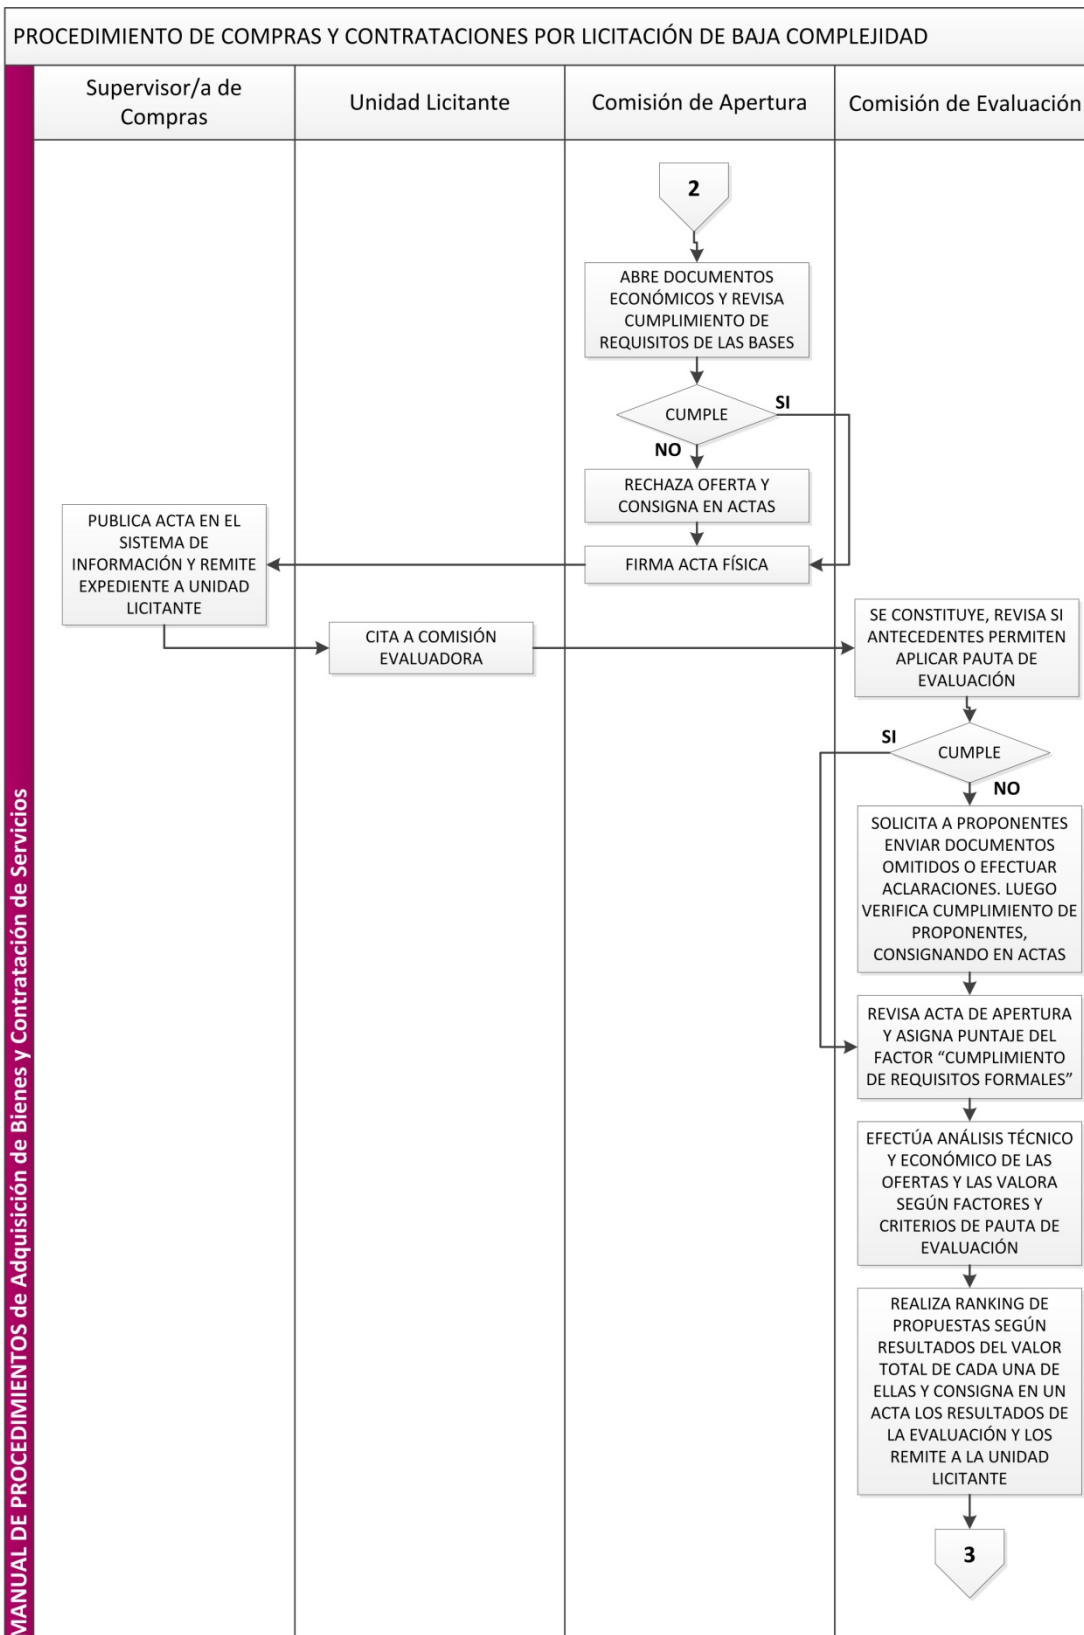 PROCEDIMIENTO DE COMPRAS Y CONTRATACIONES POR LICITACIÓN DE BAJA COMPLEJIDAD
MANUAL DE PROCEDIMIENTOS de Adquisición de Bienes y Contratación de Servicios
Supervisor/a de
Compras
Unidad Licitante
Comisión de Apertura
Comisión de Evaluación
2
ABRE DOCUMENTOS
ECONÓMICOS Y REVISA
CUMPLIMIENTO DE
REQUISITOS DE LAS BASES
CUMPLE
SI
NO
RECHAZA OFERTA Y
CONSIGNA EN ACTAS
FIRMA ACTA FÍSICA
PUBLICA ACTA EN EL
SISTEMA DE
INFORMACIÓN Y REMITE
EXPEDIENTE A UNIDAD
LICITANTE
CITA A COMISIÓN
EVALUADORA
SE CONSTITUYE, REVISA SI
ANTECEDENTES PERMITEN
APLICAR PAUTA DE
EVALUACIÓN
SI
CUMPLE
NO
SOLICITA A PROPONENTES
ENVIAR DOCUMENTOS
OMITIDOS O EFECTUAR
ACLARACIONES. LUEGO
VERIFICA CUMPLIMIENTO DE
PROPONENTES,
CONSIGNANDO EN ACTAS
REVISA ACTA DE APERTURA
Y ASIGNA PUNTAJE DEL
FACTOR “CUMPLIMIENTO
DE REQUISITOS FORMALES”
EFECTÚA ANÁLISIS TÉCNICO
Y ECONÓMICO DE LAS
OFERTAS Y LAS VALORA
SEGÚN FACTORES Y
CRITERIOS DE PAUTA DE
EVALUACIÓN
REALIZA RANKING DE
PROPUESTAS SEGÚN
RESULTADOS DEL VALOR
TOTAL DE CADA UNA DE
ELLAS Y CONSIGNA EN UN
ACTA LOS RESULTADOS DE
LA EVALUACIÓN Y LOS
REMITE A LA UNIDAD
LICITANTE
3